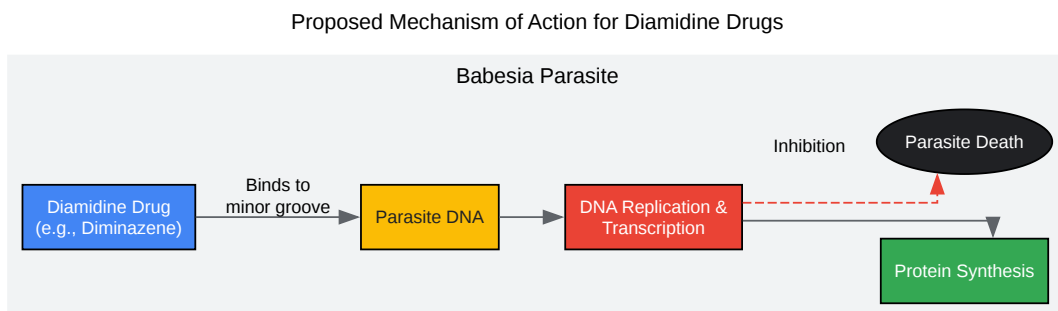 Proposed Mechanism of Action for Diamidine Drugs
Babesia Parasite
Diamidine Drug
(e.g., Diminazene)
Binds to
minor groove
Parasite DNA
DNA Replication &
Transcription
Inhibition
Parasite Death
Protein Synthesis